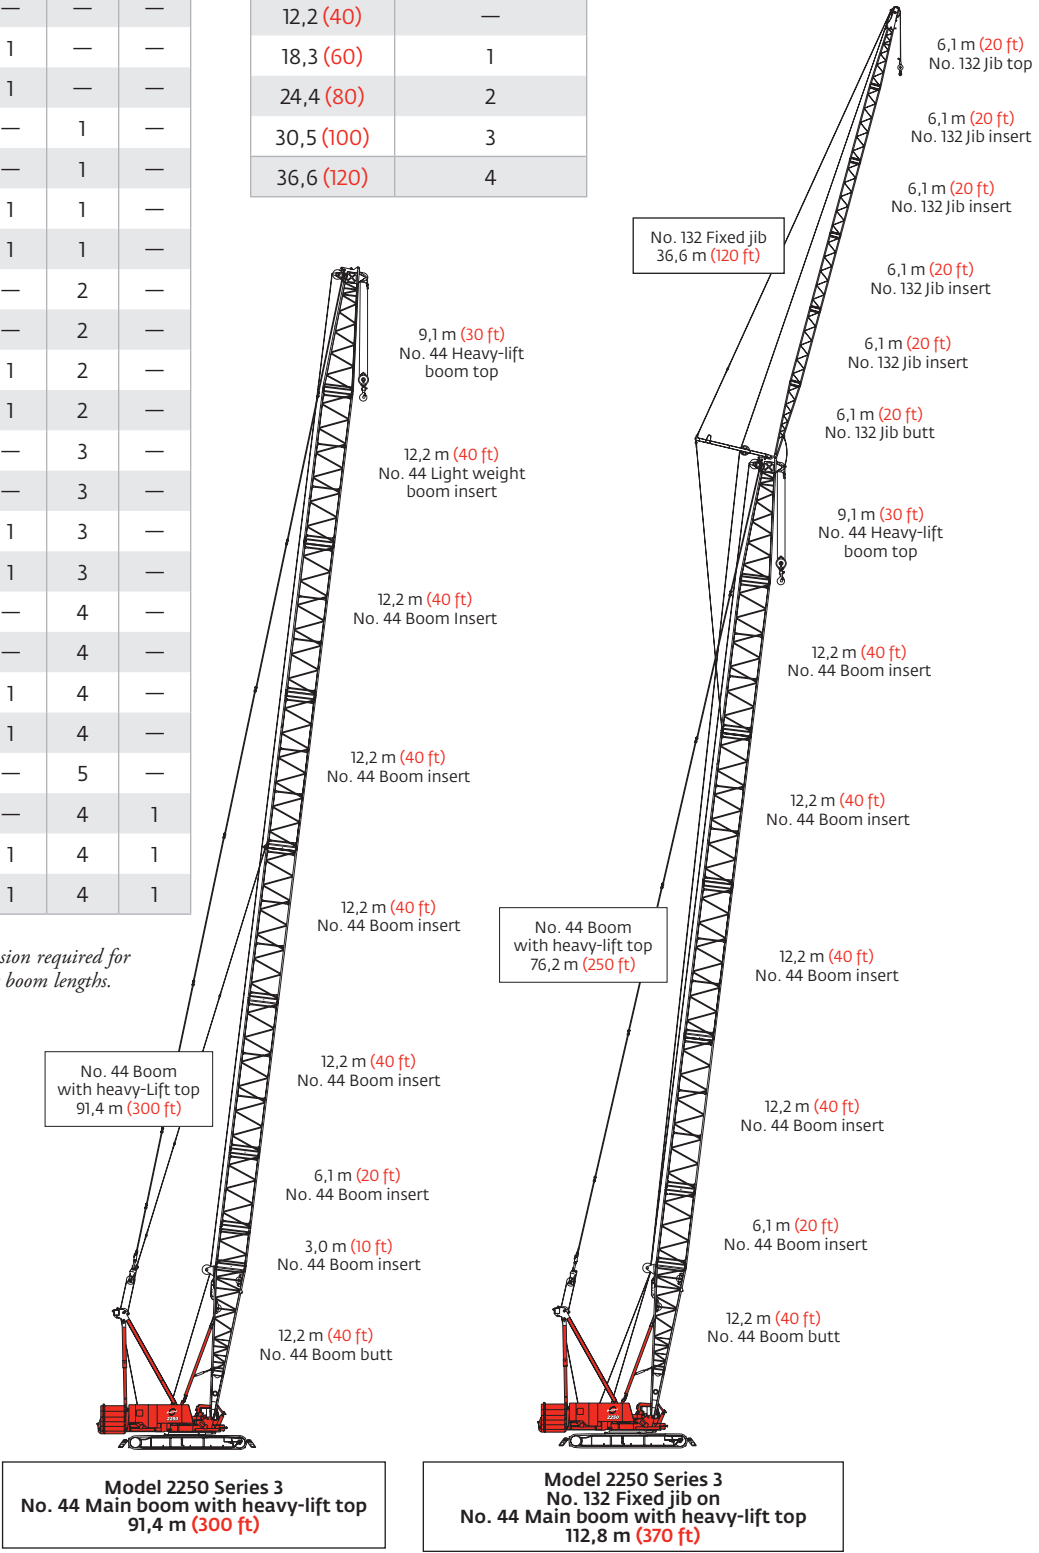 — — —
1 — —
1 — —
— 1 —
— 1 —
1 1 —
1 1 —
— 2 —
— 2 —
1 2 —
1 2 —
— 3 —
— 3 —
1 3 —
1 3 —
— 4 —
— 4 —
1 4 —
1 4 —
— 5 —
— 4 1
1 4 1
1 4 1
sion required for
boom lengths.
12,2 (40) —
18,3 (60) 1
24,4 (80) 2
30,5 (100) 3
36,6 (120) 4
9,1 m (30 ft)
No. 44 Heavy-lift
boom top
12,2 m (40 ft)
No. 44 Light weight
boom insert
12,2 m (40 ft)
No. 44 Boom Insert
12,2 m (40 ft)
No. 44 Boom insert
12,2 m (40 ft)
No. 44 Boom insert
12,2 m (40 ft)
No. 44 Boom insert
No. 44 Boom
with heavy-Lift top
91,4 m (300 ft)
6,1 m (20 ft)
No. 44 Boom insert
3,0 m (10 ft)
No. 44 Boom insert
12,2 m (40 ft)
No. 44 Boom butt
2250
Model 2250 Series 3
No. 44 Main boom with heavy-lift top
91,4 m (300 ft)
6,1 m (20 ft)
No. 132 Jib top
6,1 m (20 ft)
No. 132 Jib insert
6,1 m (20 ft)
No. 132 Jib insert
No. 132 Fixed jib
36,6 m (120 ft)
6,1 m (20 ft)
No. 132 Jib insert
6,1 m (20 ft)
No. 132 Jib insert
6,1 m (20 ft)
No. 132 Jib butt
9,1 m (30 ft)
No. 44 Heavy-lift
boom top
12,2 m (40 ft)
No. 44 Boom insert
12,2 m (40 ft)
No. 44 Boom insert
No. 44 Boom
with heavy-lift top
76,2 m (250 ft)
12,2 m (40 ft)
No. 44 Boom insert
12,2 m (40 ft)
No. 44 Boom insert
6,1 m (20 ft)
No. 44 Boom insert
12,2 m (40 ft)
No. 44 Boom butt
2250
Model 2250 Series 3
No. 132 Fixed jib on
No. 44 Main boom with heavy-lift top
112,8 m (370 ft)